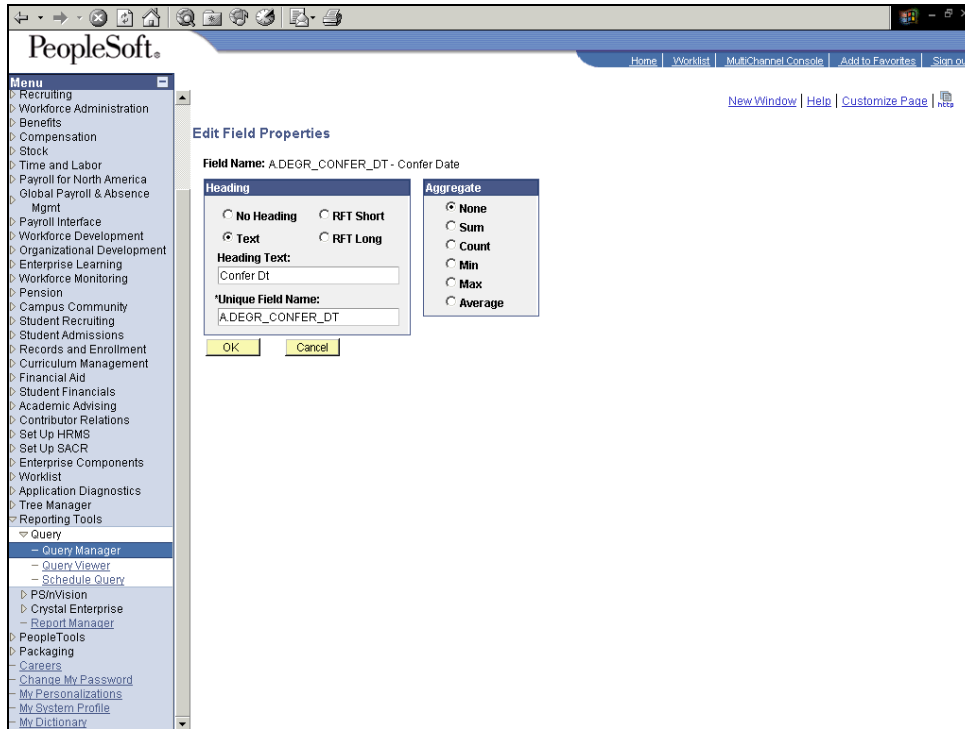 PeopleSoft.
Home | Worklist | MultiChannel Console | Add to Favorites | Sign ou
Menu
New Window | Help | Customize Page | http
Recruiting
Workforce Administration
Benefits
Compensation
Stock
Time and Labor
Payroll for North America
Global Payroll & Absence
Mgmt
Payroll Interface
Workforce Development
Organizational Development
Enterprise Learning
Workforce Monitoring
Pension
Campus Community
Student Recruiting
Student Admissions
Records and Enrollment
Curriculum Management
Financial Aid
Student Financials
Academic Advising
Contributor Relations
Set Up HRMS
Set Up SACR
Enterprise Components
Worklist
Application Diagnostics
Tree Manager
Reporting Tools
Query
– Query Manager
– Query Viewer
– Schedule Query
PS/nVision
Crystal Enterprise
– Report Manager
PeopleTools
Packaging
– Careers
– Change My Password
– My Personalizations
– My System Profile
– My Dictionary
Edit Field Properties
Field Name: A.DEGR_CONFER_DT - Confer Date
Heading
No Heading RFT Short
Text RFT Long
Heading Text:
Confer Dt
*Unique Field Name:
A.DEGR_CONFER_DT
Aggregate
None
Sum
Count
Min
Max
Average
OK Cancel